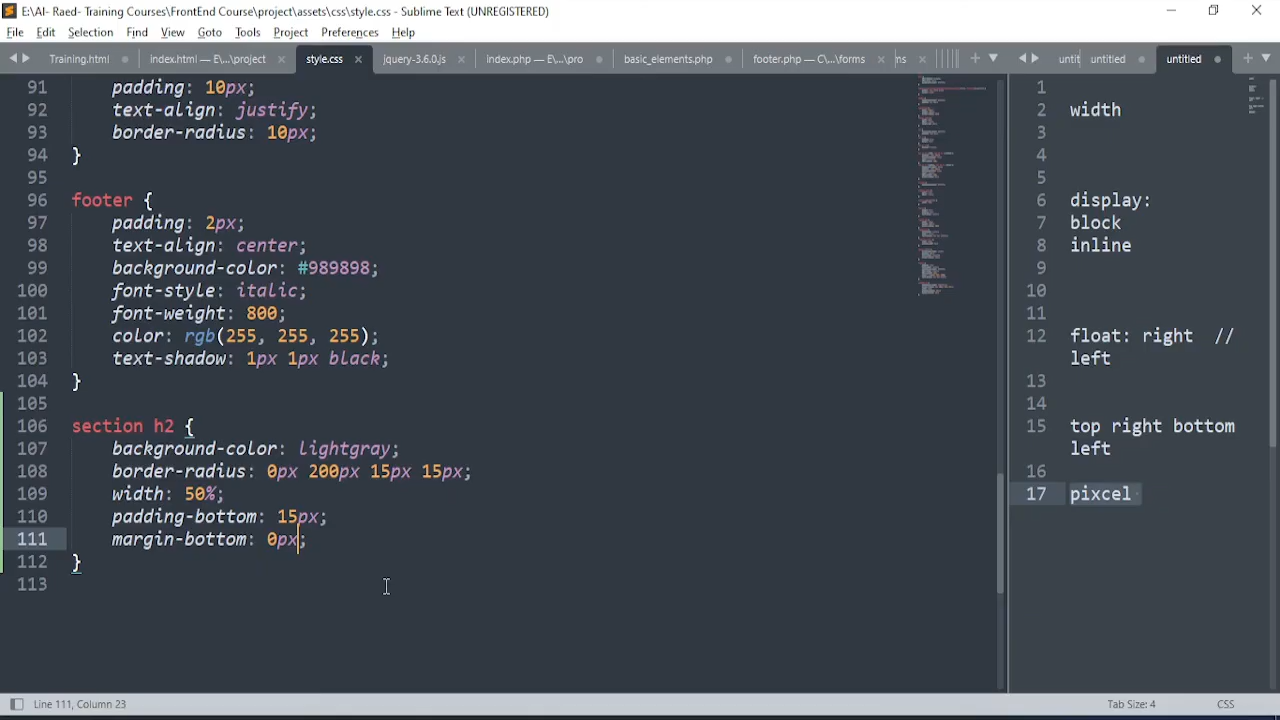 E:\AI- Raed- Training Courses\FrontEnd Course\project\assets\css\style.css - Sublime Text (UNREGISTERED)
File Edit Selection Find View Goto Tools Project Preferences Help
Training.html index.html — E:\...\project style.css jquery-3.6.0.js index.php — E:\...\pro basic_elements.php footer.php — C:\...\forms ns untit untitled untitled
91 padding: 10px;
92 text-align: justify;
93 border-radius: 10px;
94 }
95
96 footer {
97 padding: 2px;
98 text-align: center;
99 background-color: #989898;
100 font-style: italic;
101 font-weight: 800;
102 color: rgb(255, 255, 255);
103 text-shadow: 1px 1px black;
104 }
105
106 section h2 {
107 background-color: lightgray;
108 border-radius: 0px 200px 15px 15px;
109 width: 50%;
110 padding-bottom: 15px;
111 margin-bottom: 0px;
112 }
113
1
2 width
3
4
5
6 display:
7 block
8 inline
9
10
11
12 float: right //
left
13
14
15 top right bottom
left
16
17 pixcel
Line 111, Column 23 Tab Size: 4 CSS